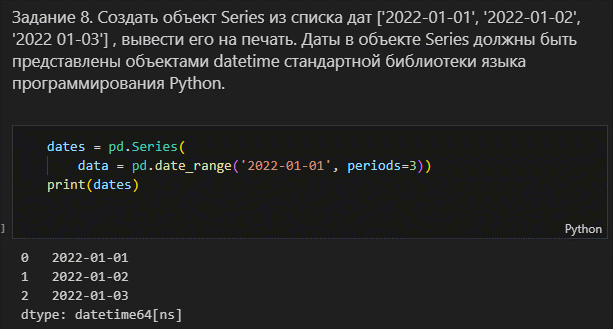 Задание 8. Создать объект Series из списка дат ['2022-01-01', '2022-01-02',
'2022 01-03'] , вывести его на печать. Даты в объекте Series должны быть
представлены объектами datetime стандартной библиотеки языка
программирования Python.
dates = pd.Series(
data = pd.date_range('2022-01-01', periods=3))
print(dates)
]
Python
0 2022-01-01
1 2022-01-02
2 2022-01-03
dtype: datetime64[ns]